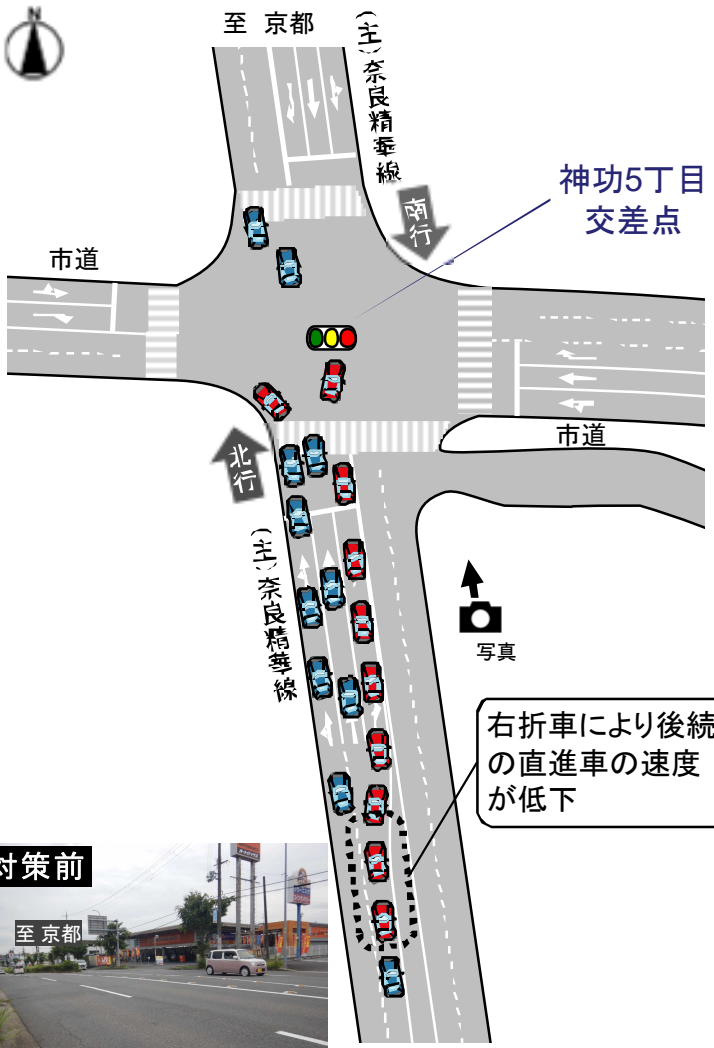 N
至 京都
(主)奈良精華線
南行
神功5丁目
交差点
市道
市道
北行
(主)奈良精華線
写真
右折車により後続
の直進車の速度
が低下
対策前
至 京都